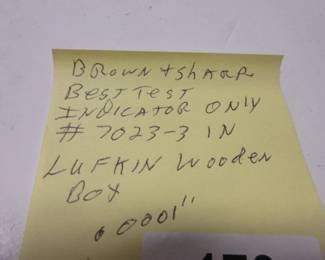 BROWN + SHARP
BEST TEST
INDICATOR ONLY
# 7023-3 IN
LUFKIN WOODEN
BOX
.0001"